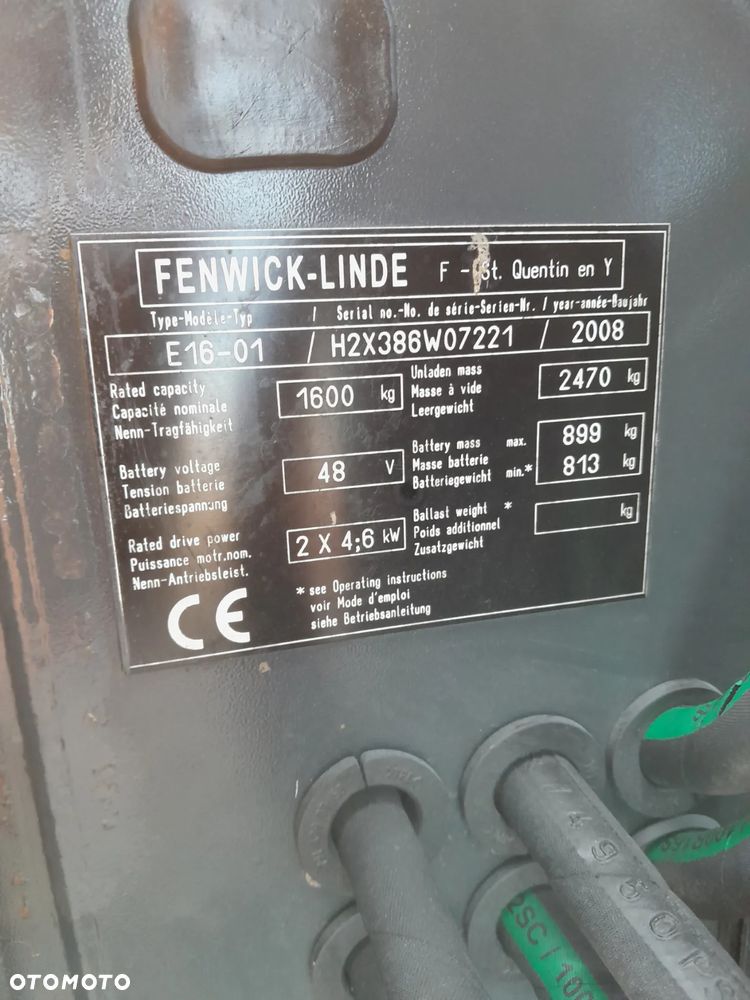 FENWICK-LINDE F - St. Quentin en Y
Type-Modèle-Typ / Serial no.-No. de série-Serien-Nr. / year-année-Baujahr
E16-01 / H2X386W07221 / 2008
Rated capacity
Capacité nominale
Nenn-Tragfähigkeit
1600 kg
Unladen mass
Masse à vide
Leergewicht
2470 kg
Battery voltage
Tension batterie
Batteriespannung
48 V
Battery mass max.
Masse batterie
Batteriegewicht min.*
899 kg
813 kg
Rated drive power
Puissance motr.nom.
Nenn-Antriebsleist.
2 X 4;6 kW
Ballast weight *
Poids additionnel
Zusatzgewicht
kg
CE
* see Operating instructions
voir Mode d'emploi
siehe Betriebsanleitung
4980PS
2SC / 10
OTOMOTO